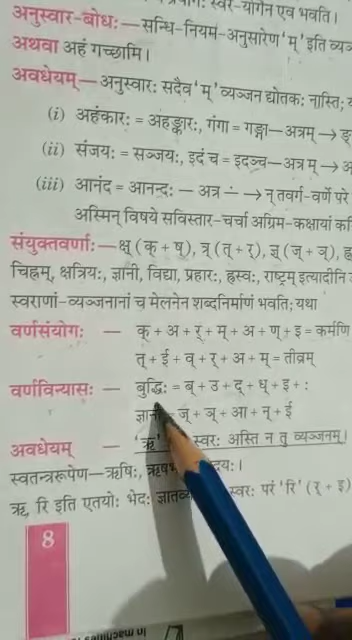 स्वर-योगेन एव भवति।
अनुस्वार-बोधः—सन्धि-नियम-अनुसारेण 'म्' इति
अथवा अहं गच्छामि।
अवधेयम्—अनुस्वारः सदैव 'म्' व्यञ्जन द्योतकः नास्ति,
(i) अहंकारः = अहङ्कारः, गंगा = गङ्गा—अत्रम् →
(ii) संजयः = सञ्जयः, इदं च = इदञ्च—अत्र म् →
(iii) आनंद = आनन्दः — अत्र ∸ → न् तवर्ग-वर्णे परे
अस्मिन् विषये सविस्तार-चर्चा अग्रिम-कक्षायां
संयुक्तवर्णाः—क्ष् (क् + ष्), त्र् (त् + र्), ज्ञ् (ज् + ञ्),
चिह्नम्, क्षत्रियः, ज्ञानी, विद्या, प्रहारः, ह्रस्वः, राष्ट्रम् इत्यादीनि
स्वराणां-व्यञ्जनानां च मेलनेन शब्दनिर्माणं भवति; यथा
वर्णसंयोगः — क् + अ + र् + म् + अ + ण् + इ = कर्मणि
त् + ई + व् + र् + अ + म् = तीव्रम्
वर्णविन्यासः — बुद्धिः = ब् + उ + द् + ध् + इ + :
ज् + ञ् + आ + न् + ई
अवधेयम् — 'ऋ' स्वरः अस्ति न तु व्यञ्जनम्।
स्वतन्त्ररूपेण—ऋषिः,
ऋ, रि इति एतयोः भेदः स्वरः परं 'रि' (र् + इ)
8